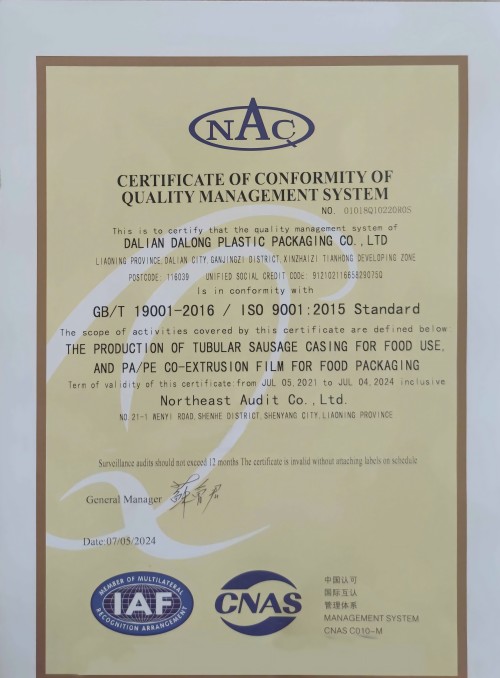 NAC
CERTIFICATE OF CONFORMITY OF
QUALITY MANAGEMENT SYSTEM
NO. 01018Q1022080S
This is to certify that the quality management system of
DALIAN DALONG PLASTIC PACKAGING CO.,LTD
LIAONING PROVINCE DALIAN CITY, GANJINGZI DISTRICT, XINZHAIZI TIANHONG DEVELOPING ZONE
POSTCODE: 116039 UNIFIED SOCIAL CREDIT CODE: 91210211665829075Q
Is in conformity with
GB/T 19001-2016 / ISO 9001:2015 Standard
The scope of activities covered by this certificate are defined below
THE PRODUCTION OF TUBULAR SAUSAGE CASING FOR FOOD USE,
AND PA/PE CO-EXTRUSION FILM FOR FOOD PACKAGING
Term of validity of this certificate:from JUL 05,2021 to JUL 04,2024 inclusive
Northeast Audit Co.,Ltd.
NO.21-1 WENYI ROAD, SHENHE DISTRICT, SHENYANG CITY, LIAONING PROVINCE
Surveillance audits should not exceed 12 months The certificate is invalid without attaching labels on schedule
General Manager
Date:07/05/2024
MEMBER OF MULTILATERAL
IAF
RECOGNITION ARRANGEMENT
CNAS
中国认可
国际互认
管理体系
MANAGEMENT SYSTEM
CNAS C010-M